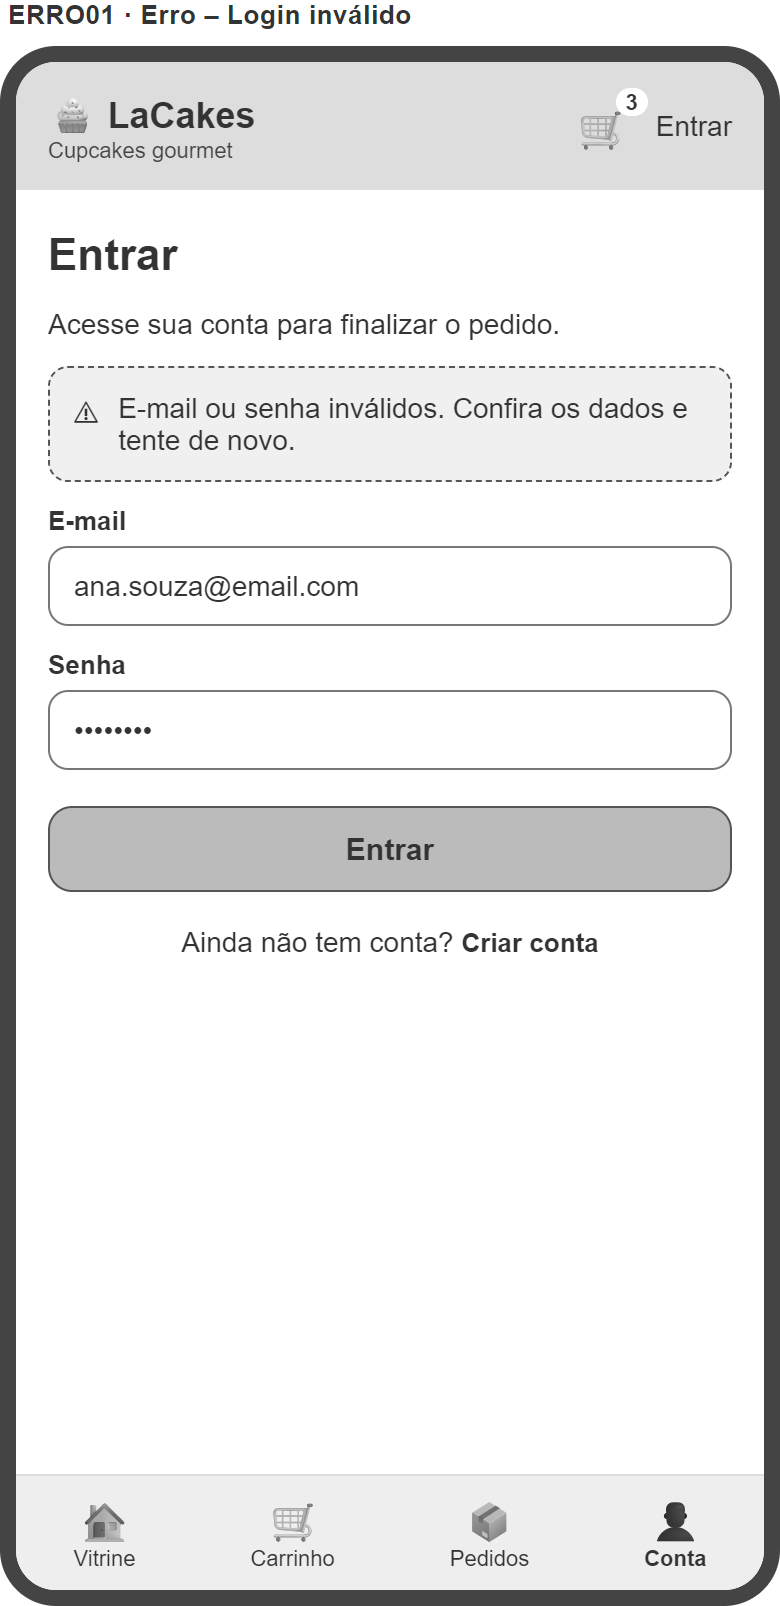 ERRO01 · Erro – Login inválido
LaCakes
Cupcakes gourmet
3
Entrar
Entrar
Acesse sua conta para finalizar o pedido.
E-mail ou senha inválidos. Confira os dados e
tente de novo.
E-mail
ana.souza@email.com
Senha
••••••••
Entrar
Ainda não tem conta? Criar conta
Vitrine
Carrinho
Pedidos
Conta